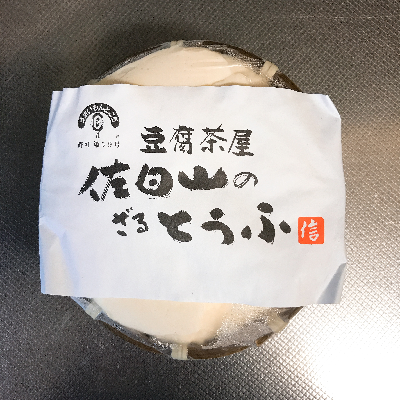 豆腐茶屋
佐白山の
ざるとうふ
信